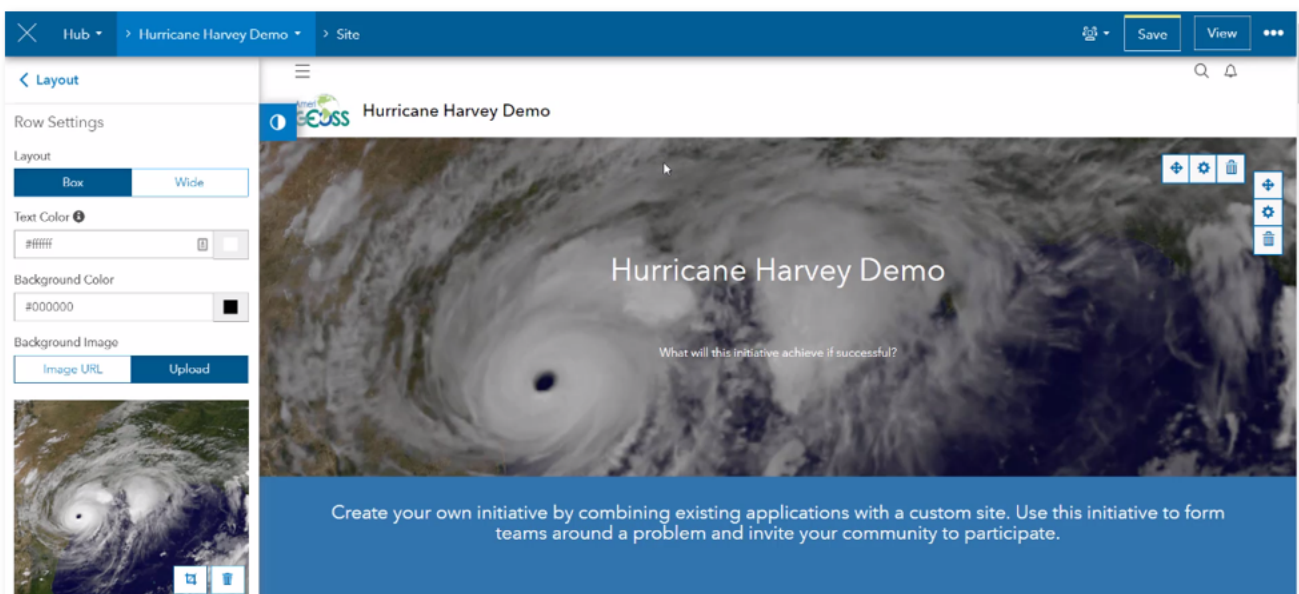 Hub
> Hurricane Harvey Demo
> Site
Save
View
Layout
Row Settings
Layout
Box
Wide
Text Color
#ffffff
Background Color
#000000
Background Image
Image URL
Upload
Ameri
GEOSS
Hurricane Harvey Demo
Hurricane Harvey Demo
What will this initiative achieve if successful?
Create your own initiative by combining existing applications with a custom site. Use this initiative to form
teams around a problem and invite your community to participate.